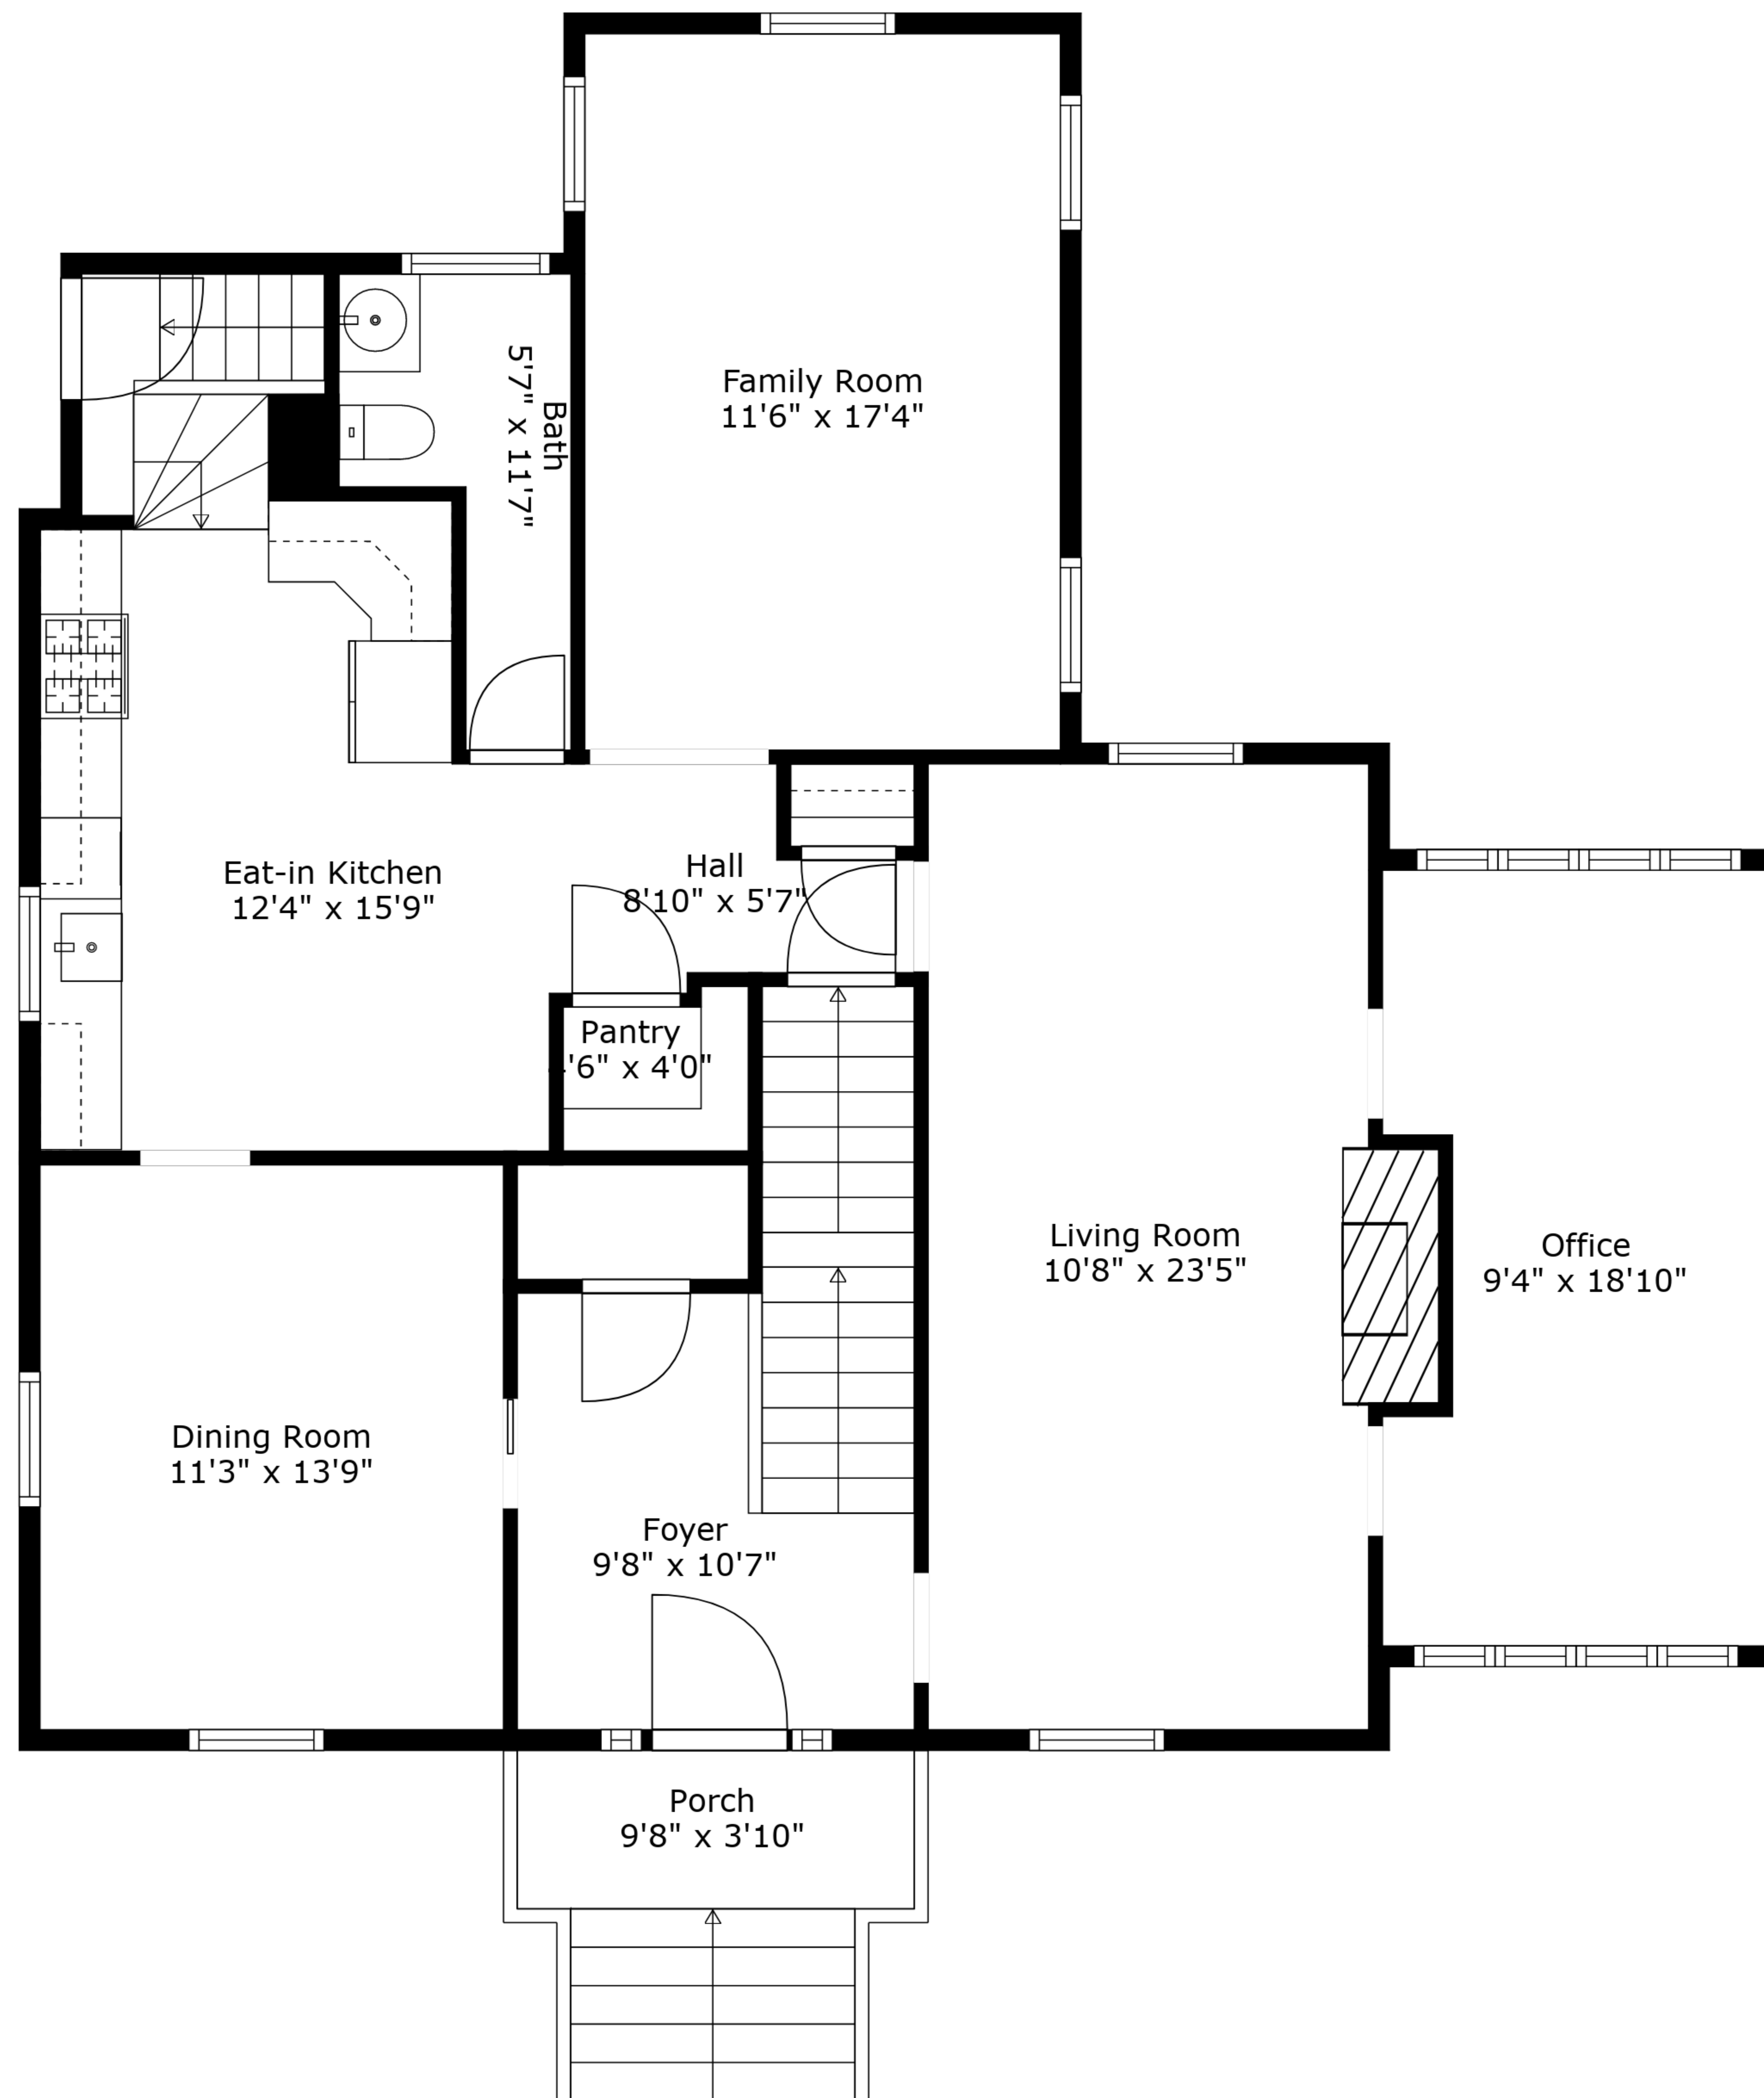 Family Room
11'6" x 17'4"
Bath
5'7" x 11'7"
Eat-in Kitchen
12'4" x 15'9"
Hall
8'10" x 5'7"
Pantry
'6" x 4'0"
Living Room
10'8" x 23'5"
Office
9'4" x 18'10"
Dining Room
11'3" x 13'9"
Foyer
9'8" x 10'7"
Porch
9'8" x 3'10"